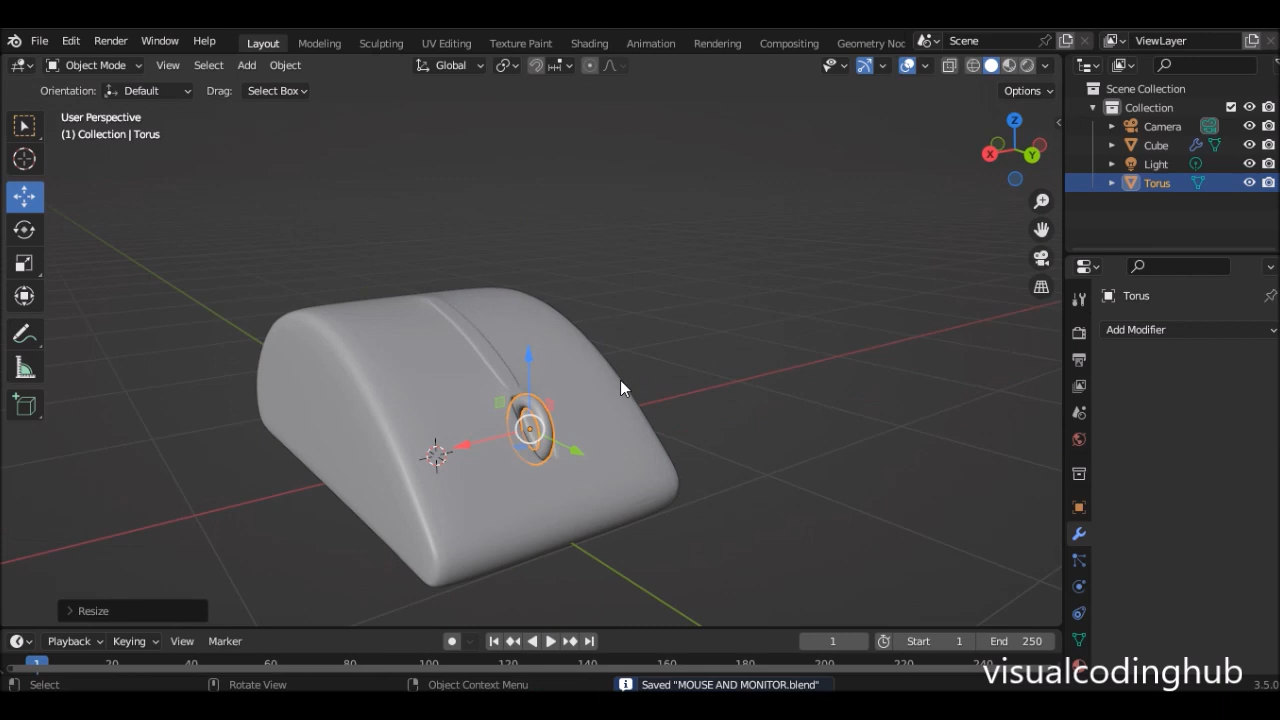 File Edit Render Window Help Layout Modeling Sculpting UV Editing Texture Paint Shading Animation Rendering Compositing Geometry Noc Scene ViewLayer
Object Mode View Select Add Object Global
Orientation: Default Drag: Select Box Options
User Perspective
(1) Collection | Torus
X Y Z
Scene Collection
Collection
Camera
Cube
Light
Torus
Torus
Add Modifier
Resize
Playback Keying View Marker 1 Start 1 End 250
1 20 40 60 80 100 120 140 160 180 200 220 240
Select Rotate View Object Context Menu Saved "MOUSE AND MONITOR.blend" 3.5.0
visualcodinghub